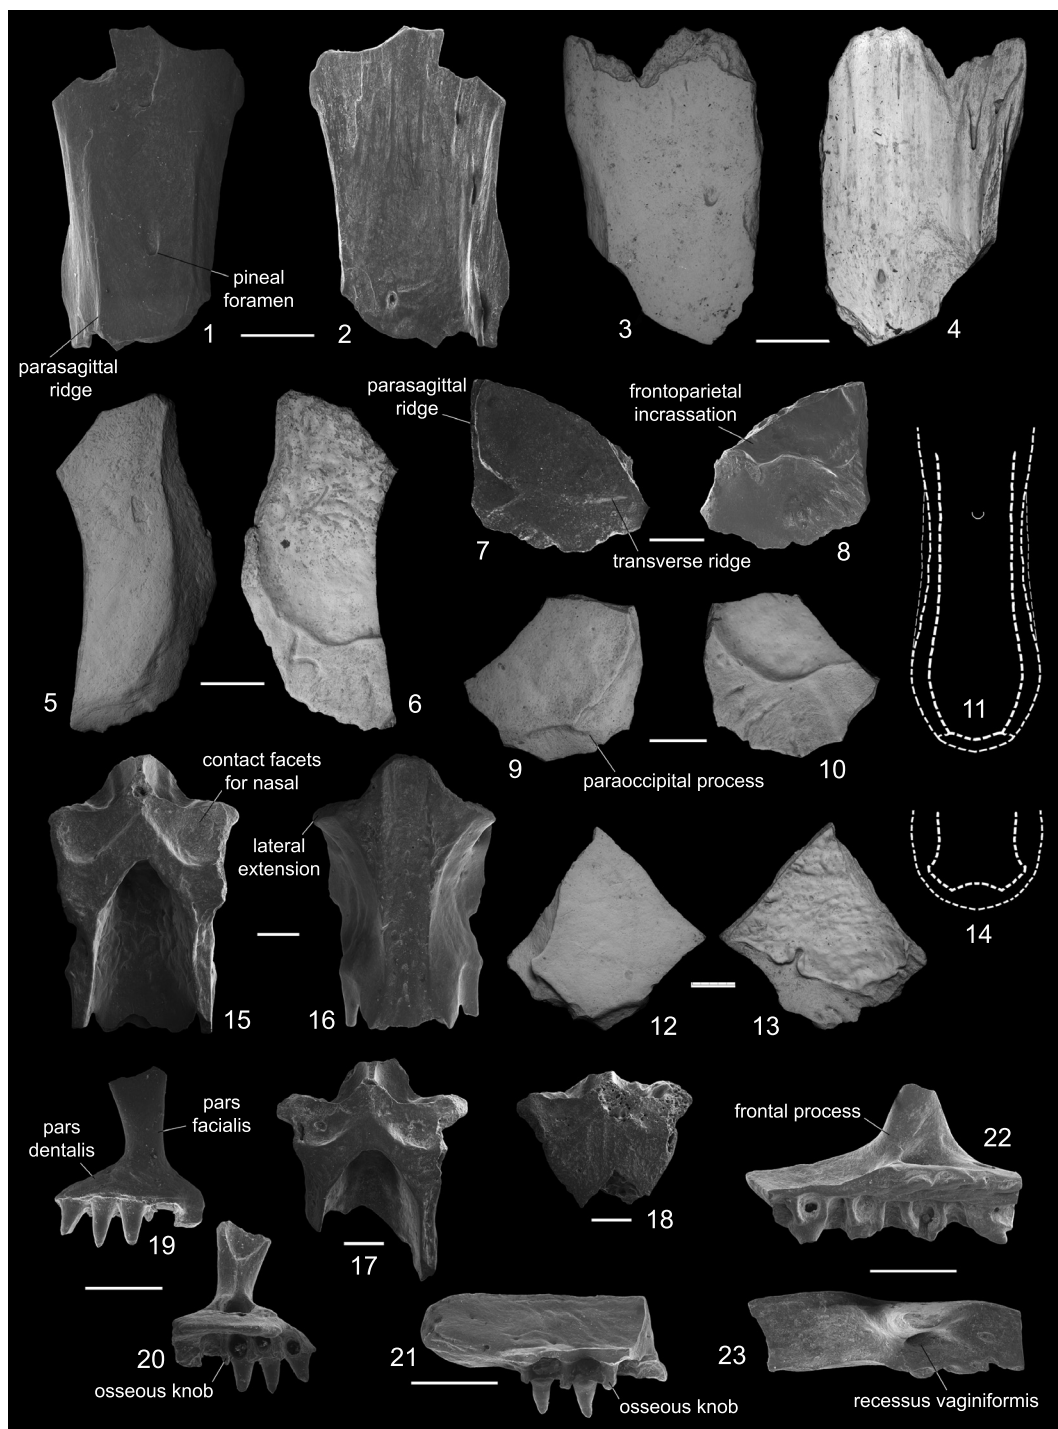 pineal
foramen
1
2
3
4
parasagittal
ridge
parasagittal
ridge
frontoparietal
incrassation
7
8
transverse ridge
5
6
9
10
paraoccipital process
11
contact facets
for nasal
lateral
extension
14
15
16
12
13
pars
facialis
pars
dentalis
frontal process
22
19
17
18
20
osseous knob
21
osseous knob
23
recessus vaginiformis